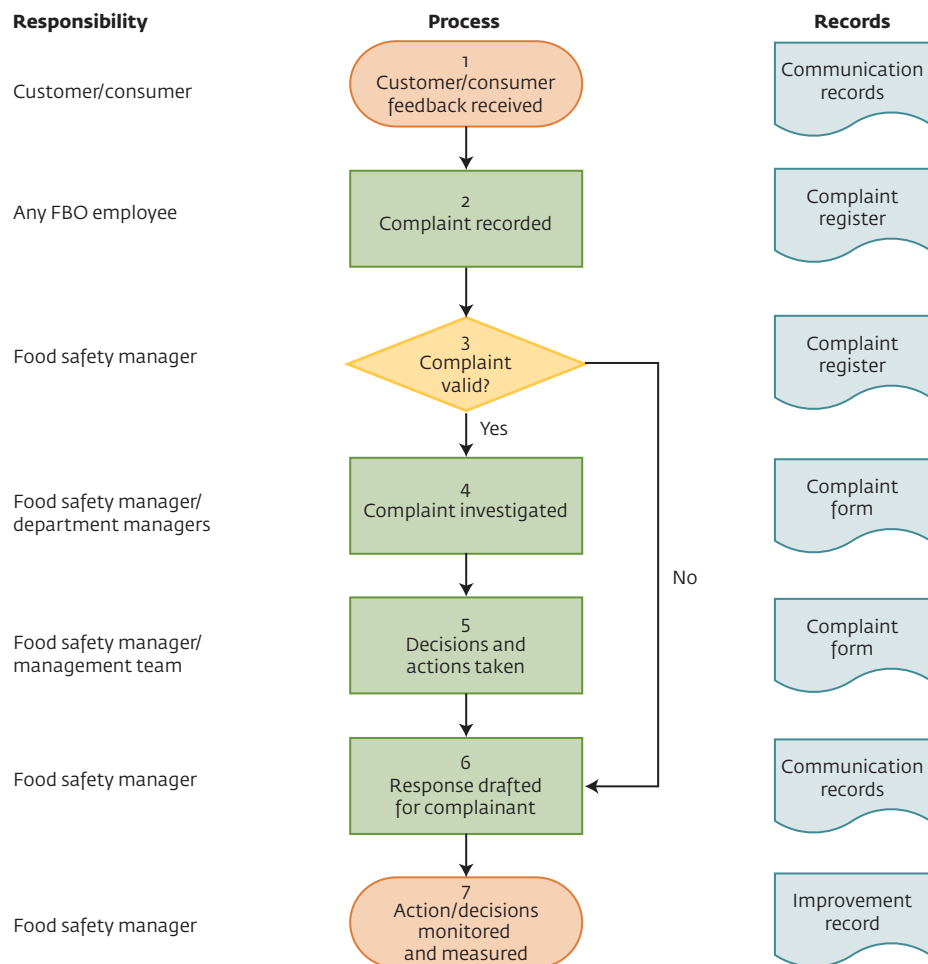 Responsibility
Process
Records
Customer/consumer
1
Customer/consumer
feedback received
Communication
records
Any FBO employee
2
Complaint recorded
Complaint
register
Food safety manager
3
Complaint
valid?
Complaint
register
Yes
Food safety manager/
department managers
4
Complaint investigated
Complaint
form
No
Food safety manager/
management team
5
Decisions and
actions taken
Complaint
form
Food safety manager
6
Response drafted
for complainant
Communication
records
Food safety manager
7
Action/decisions
monitored
and measured
Improvement
record